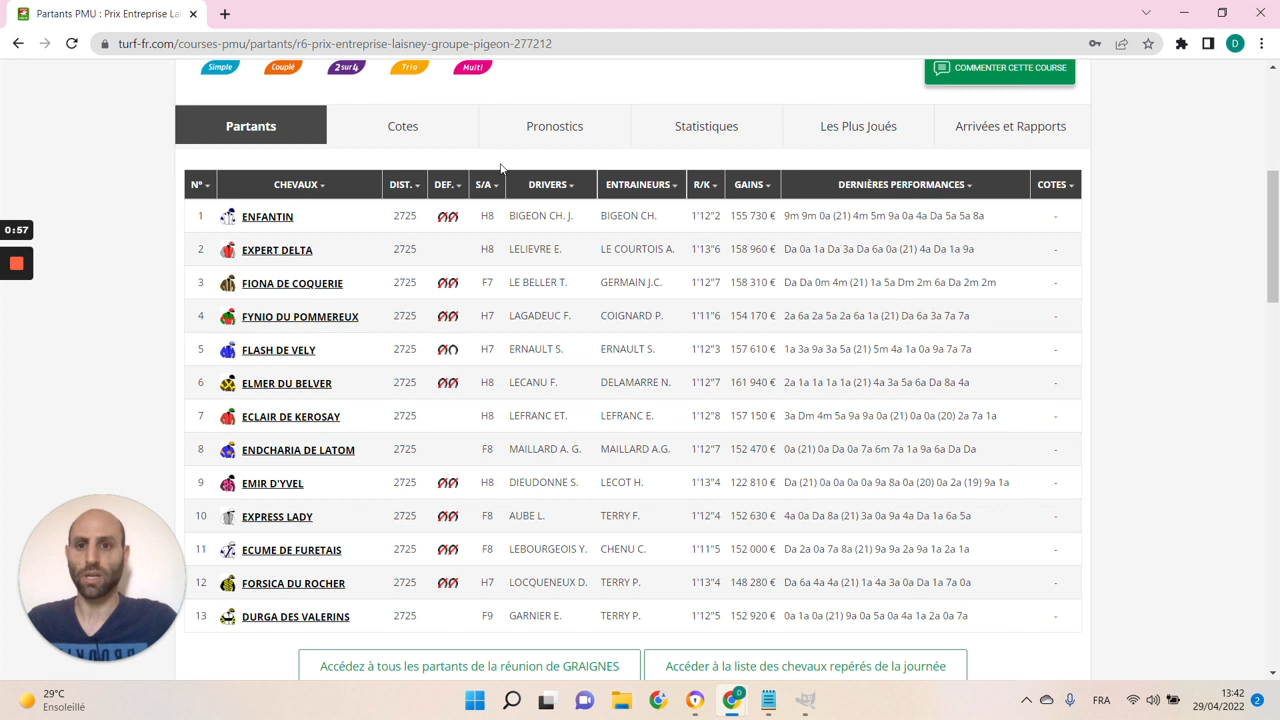 Partants PMU : Prix Entreprise Lai
turf-fr.com/courses-pmu/partants/r6-prix-entreprise-laisney-groupe-pigeon-277212
D
Simple Couplé 2sur4 Trio Multi
COMMENTER CETTE COURSE
Partants Cotes Pronostics Statistiques Les Plus Joués Arrivées et Rapports
N° CHEVAUX DIST. DEF. S/A DRIVERS ENTRAINEURS R/K GAINS DERNIÈRES PERFORMANCES COTES
1 ENFANTIN 2725 H8 BIGEON CH. J. BIGEON CH. 1'12"2 155 730 € 9m 9m 0a (21) 4m 5m 9a 0a 4a Da 5a 5a 8a -
2 EXPERT DELTA 2725 H8 LELIEVRE E. LE COURTOIS A. 1'13"6 158 960 € Da 0a 1a Da 3a Da 6a 0a (21) 4a Da 1a 9a -
3 FIONA DE COQUERIE 2725 F7 LE BELLER T. GERMAIN J.C. 1'12"7 158 310 € Da Da 0m 4m (21) 1a 5a Dm 2m 6a Da 2m 2m -
4 FYNIO DU POMMEREUX 2725 H7 LAGADEUC F. COIGNARD P. 1'11"6 154 170 € 2a 6a 2a 5a 2a 6a 1a (21) Da 6a 3a 7a 7a -
5 FLASH DE VELY 2725 H7 ERNAULT S. ERNAULT S. 1'12"3 157 610 € 1a 3a 9a 3a 5a (21) 5m 4a 1a 0a 9a 7a 7a -
6 ELMER DU BELVER 2725 H8 LECANU F. DELAMARRE N. 1'12"7 161 940 € 2a 1a 1a 1a 1a (21) 4a 3a 5a 6a Da 8a 4a -
7 ECLAIR DE KEROSAY 2725 H8 LEFRANC ET. LEFRANC E. 1'12"8 157 150 € 3a Dm 4m 5a 9a 9a 0a (21) 0a 0a (20) 2a 7a 1a -
8 ENDCHARIA DE LATOM 2725 F8 MAILLARD A. G. MAILLARD A.G. 1'12"7 152 470 € 0a (21) 0a Da 0a 7a 6m 7a 1a 9a 6a Da Da -
9 EMIR D'YVEL 2725 H8 DIEUDONNE S. LECOT H. 1'13"4 122 810 € Da (21) 0a 0a 0a 0a 9a 8a 0a (20) 0a 2a (19) 9a 1a -
10 EXPRESS LADY 2725 F8 AUBE L. TERRY F. 1'12"4 152 630 € 4a 0a Da 8a (21) 3a 0a 9a 4a Da 1a 6a 5a -
11 ECUME DE FURETAIS 2725 F8 LEBOURGEOIS Y. CHENU C. 1'11"5 152 000 € Da 2a 0a 7a 8a (21) 9a 9a 2a 9a 1a 2a 1a -
12 FORSICA DU ROCHER 2725 H7 LOCQUENEUX D. TERRY P. 1'13"4 148 280 € Da 6a 4a 4a (21) 1a 4a 3a 0a Da 1a 7a 0a -
13 DURGA DES VALERINS 2725 F9 GARNIER E. TERRY P. 1'12"5 152 920 € 0a 1a 0a (21) 9a 0a 5a 0a 4a 1a 2a 0a 7a -
Accédez à tous les partants de la réunion de GRAIGNES Accéder à la liste des chevaux repérés de la journée
0:57
29°C
Ensoleillé
D
FRA
13:42
29/04/2022
2